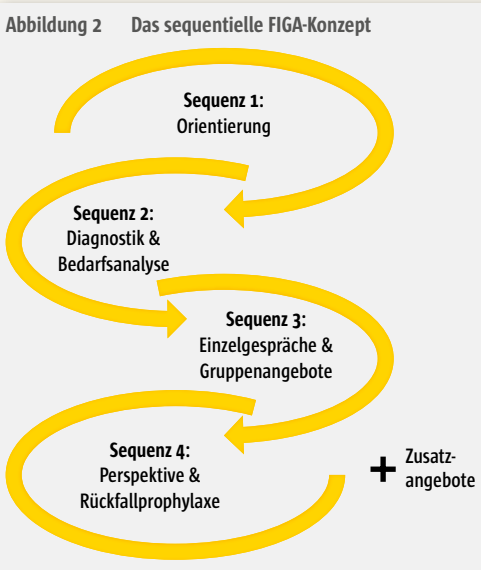 Abbildung 2 Das sequentielle FIGA-Konzept
Sequenz 1:
Orientierung
Sequenz 2:
Diagnostik &
Bedarfsanalyse
Sequenz 3:
Einzelgespräche &
Gruppenangebote
Sequenz 4:
Perspektive &
Rückfallprophylaxe
+ Zusatz-
angebote